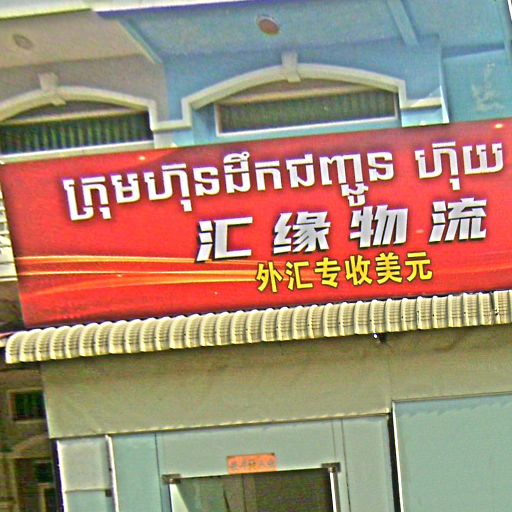 ក្រុមហ៊ុនដឹកជញ្ជូន ហ៊ុយ
汇缘物流
外汇专收美元